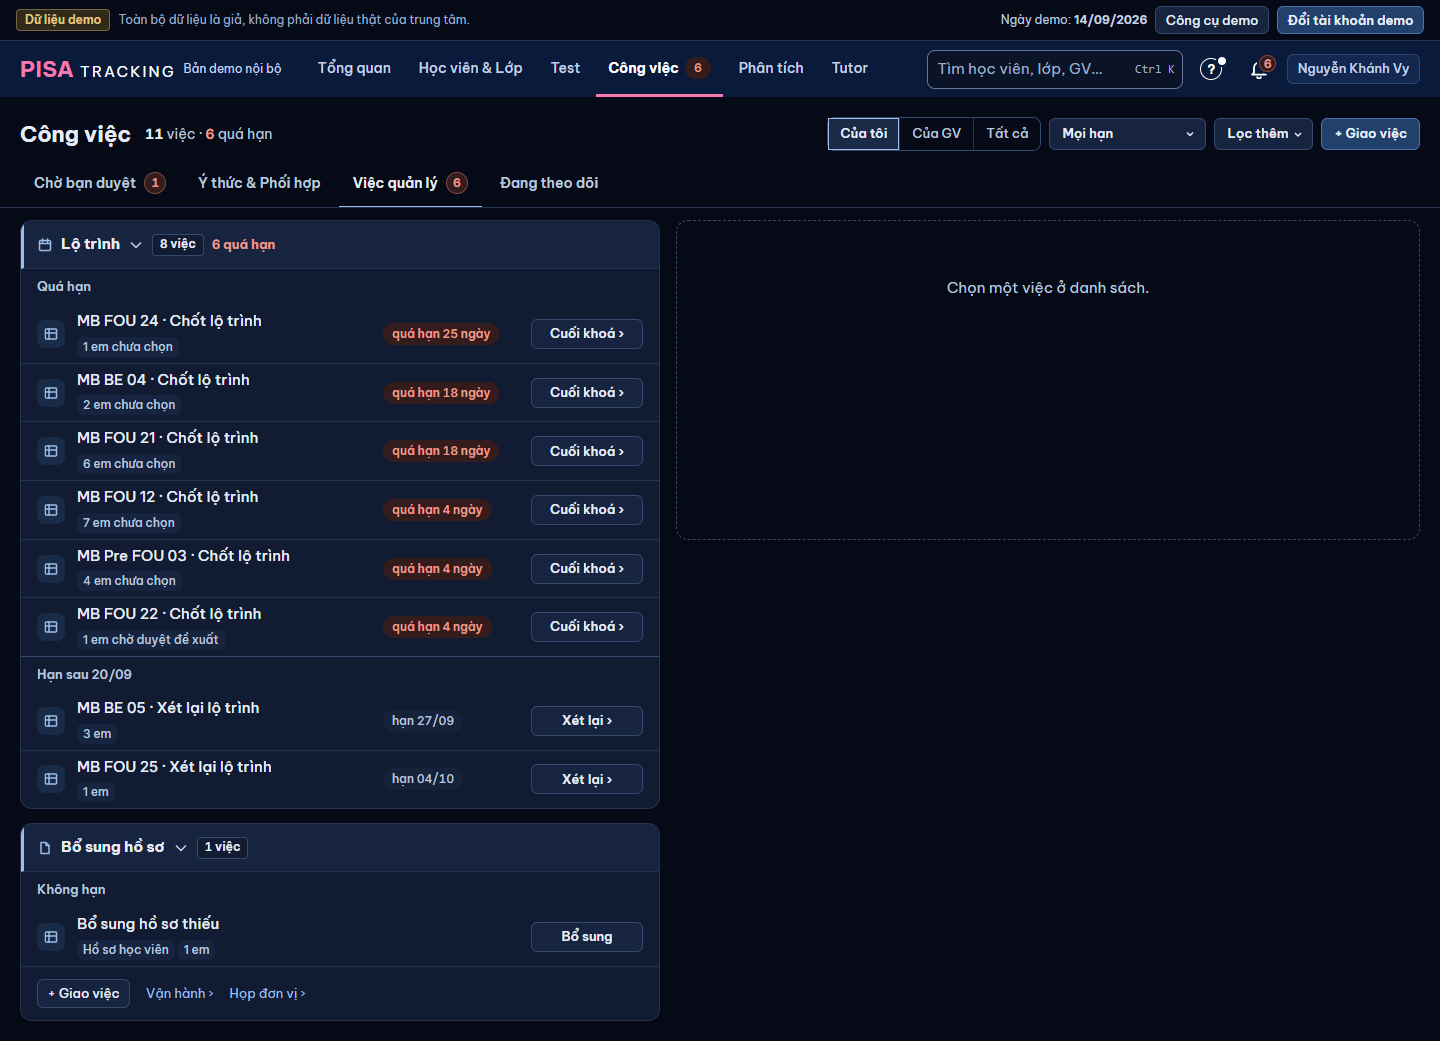 Dữ liệu demo Toàn bộ dữ liệu là giả, không phải dữ liệu thật của trung tâm. Ngày demo: 14/09/2026 Công cụ demo Đổi tài khoản demo
PISA TRACKING Bản demo nội bộ Tổng quan Học viên & Lớp Test Công việc 6 Phân tích Tutor Tìm học viên, lớp, GV... Ctrl K ? 6 Nguyễn Khánh Vy
Công việc 11 việc · 6 quá hạn Của tôi Của GV Tất cả Mọi hạn Lọc thêm + Giao việc
Chờ bạn duyệt 1 Ý thức & Phối hợp Việc quản lý 6 Đang theo dõi
Lộ trình 8 việc 6 quá hạn
Quá hạn
MB FOU 24 · Chốt lộ trình
1 em chưa chọn
quá hạn 25 ngày Cuối khoá ›
MB BE 04 · Chốt lộ trình
2 em chưa chọn
quá hạn 18 ngày Cuối khoá ›
MB FOU 21 · Chốt lộ trình
6 em chưa chọn
quá hạn 18 ngày Cuối khoá ›
MB FOU 12 · Chốt lộ trình
7 em chưa chọn
quá hạn 4 ngày Cuối khoá ›
MB Pre FOU 03 · Chốt lộ trình
4 em chưa chọn
quá hạn 4 ngày Cuối khoá ›
MB FOU 22 · Chốt lộ trình
1 em chờ duyệt đề xuất
quá hạn 4 ngày Cuối khoá ›
Hạn sau 20/09
MB BE 05 · Xét lại lộ trình
3 em
hạn 27/09 Xét lại ›
MB FOU 25 · Xét lại lộ trình
1 em
hạn 04/10 Xét lại ›
Bổ sung hồ sơ 1 việc
Không hạn
Bổ sung hồ sơ thiếu
Hồ sơ học viên 1 em
Bổ sung
+ Giao việc Vận hành › Họp đơn vị ›
Chọn một việc ở danh sách.